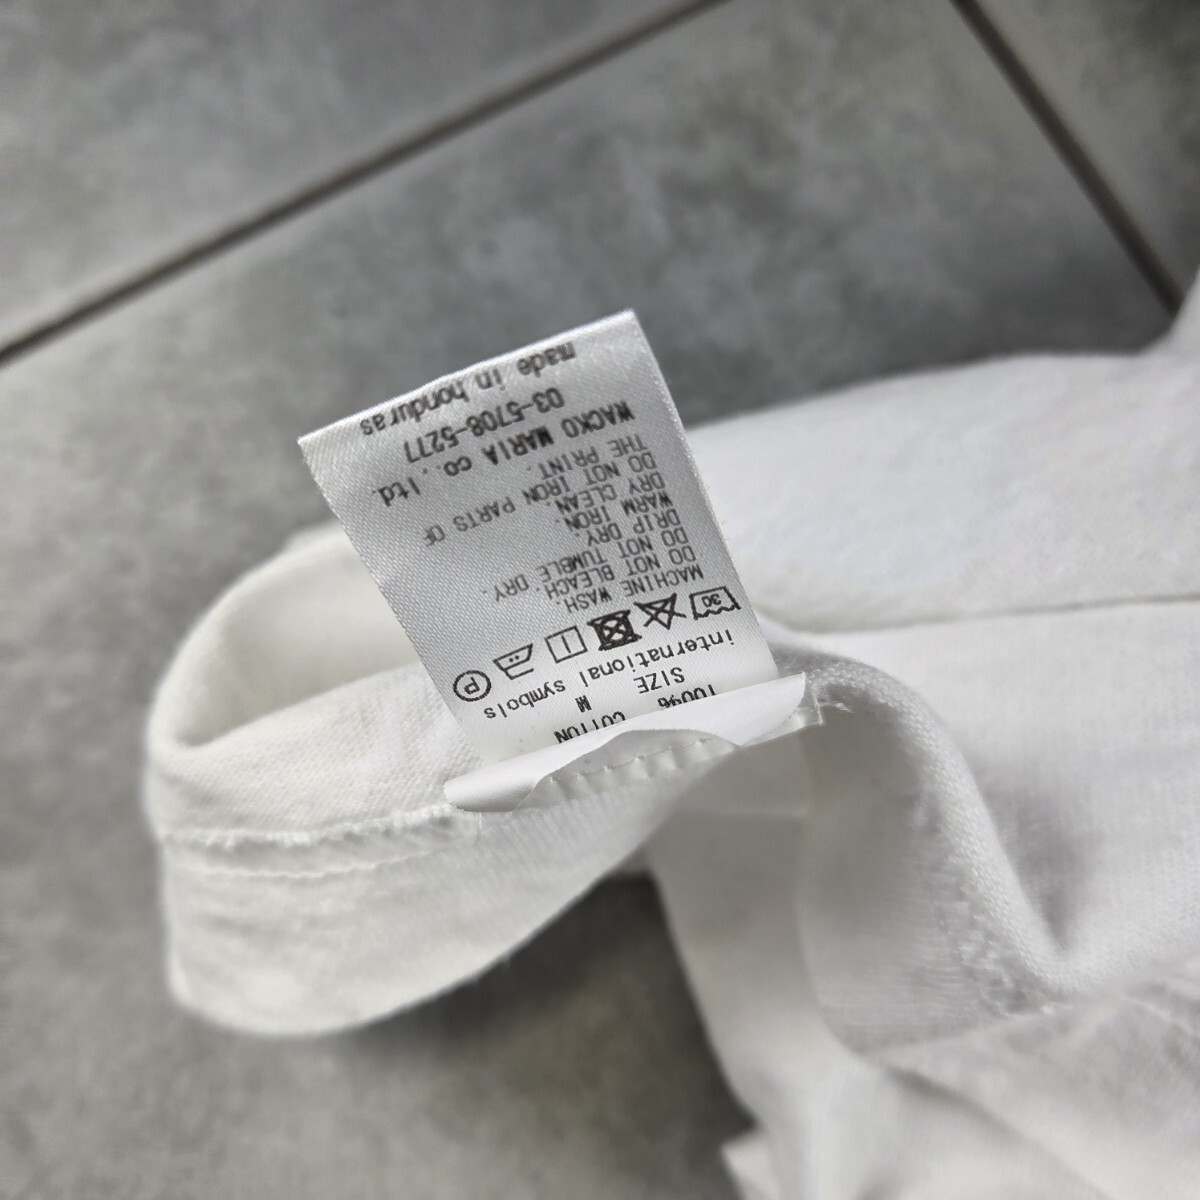 100% COTTON
SIZE M
international symbols
30 P
MACHINE WASH.
DO NOT BLEACH.
DO NOT TUMBLE DRY.
DRIP DRY.
WARM IRON.
DRY CLEAN.
DO NOT IRON PARTS OF
THE PRINT.
WACKO MARIA co., ltd.
03-5708-5277
made in honduras